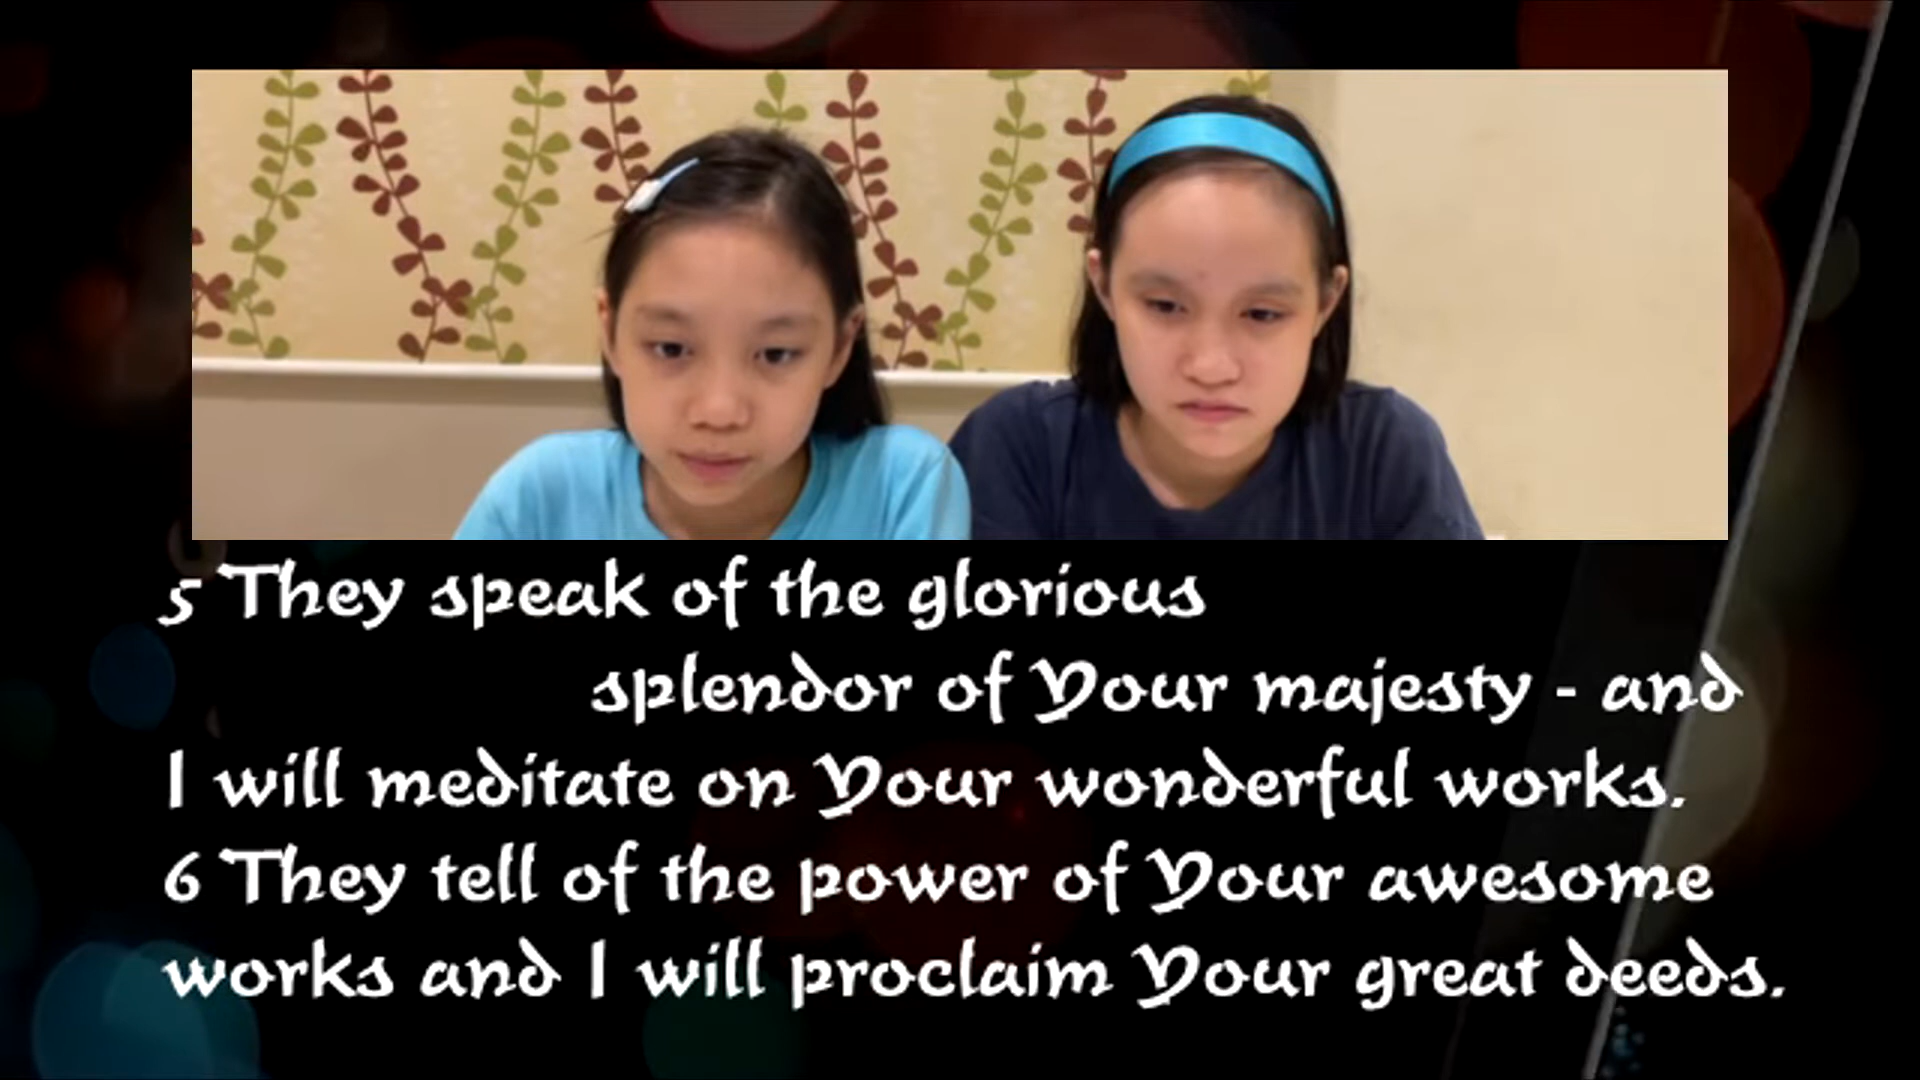 5 They speak of the glorious
splendor of Your majesty - and
I will meditate on Your wonderful works.
6 They tell of the power of Your awesome
works and I will proclaim Your great deeds.